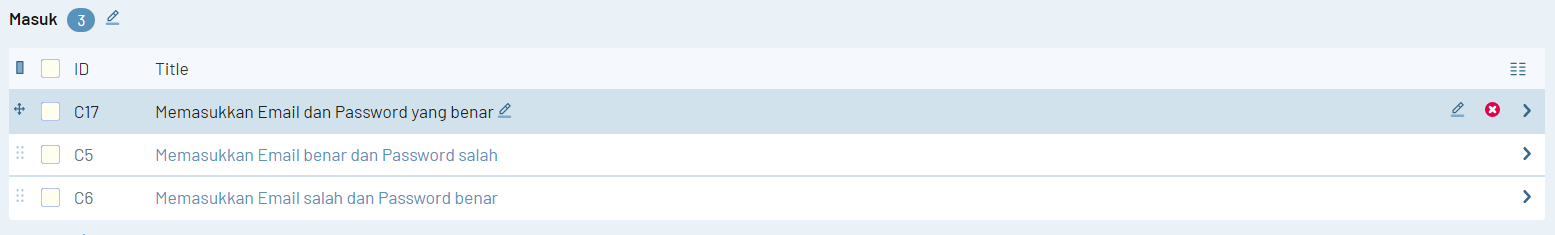 Masuk 3
ID Title
C17 Memasukkan Email dan Password yang benar
C5 Memasukkan Email benar dan Password salah
C6 Memasukkan Email salah dan Password benar